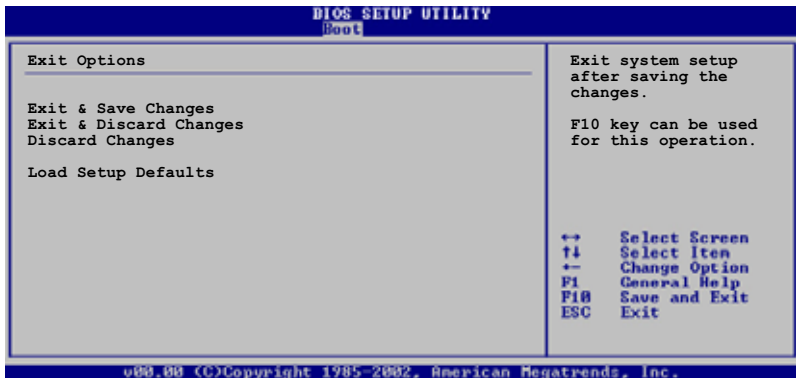 BIOS SETUP UTILITY
Boot
Exit Options
Exit & Save Changes
Exit & Discard Changes
Discard Changes
Load Setup Defaults
Exit system setup
after saving the
changes.
F10 key can be used
for this operation.
↔ Select Screen
↑↓ Select Item
+- Change Option
F1 General Help
F10 Save and Exit
ESC Exit
v00.00 (C)Copyright 1985-2002, American Megatrends, Inc.